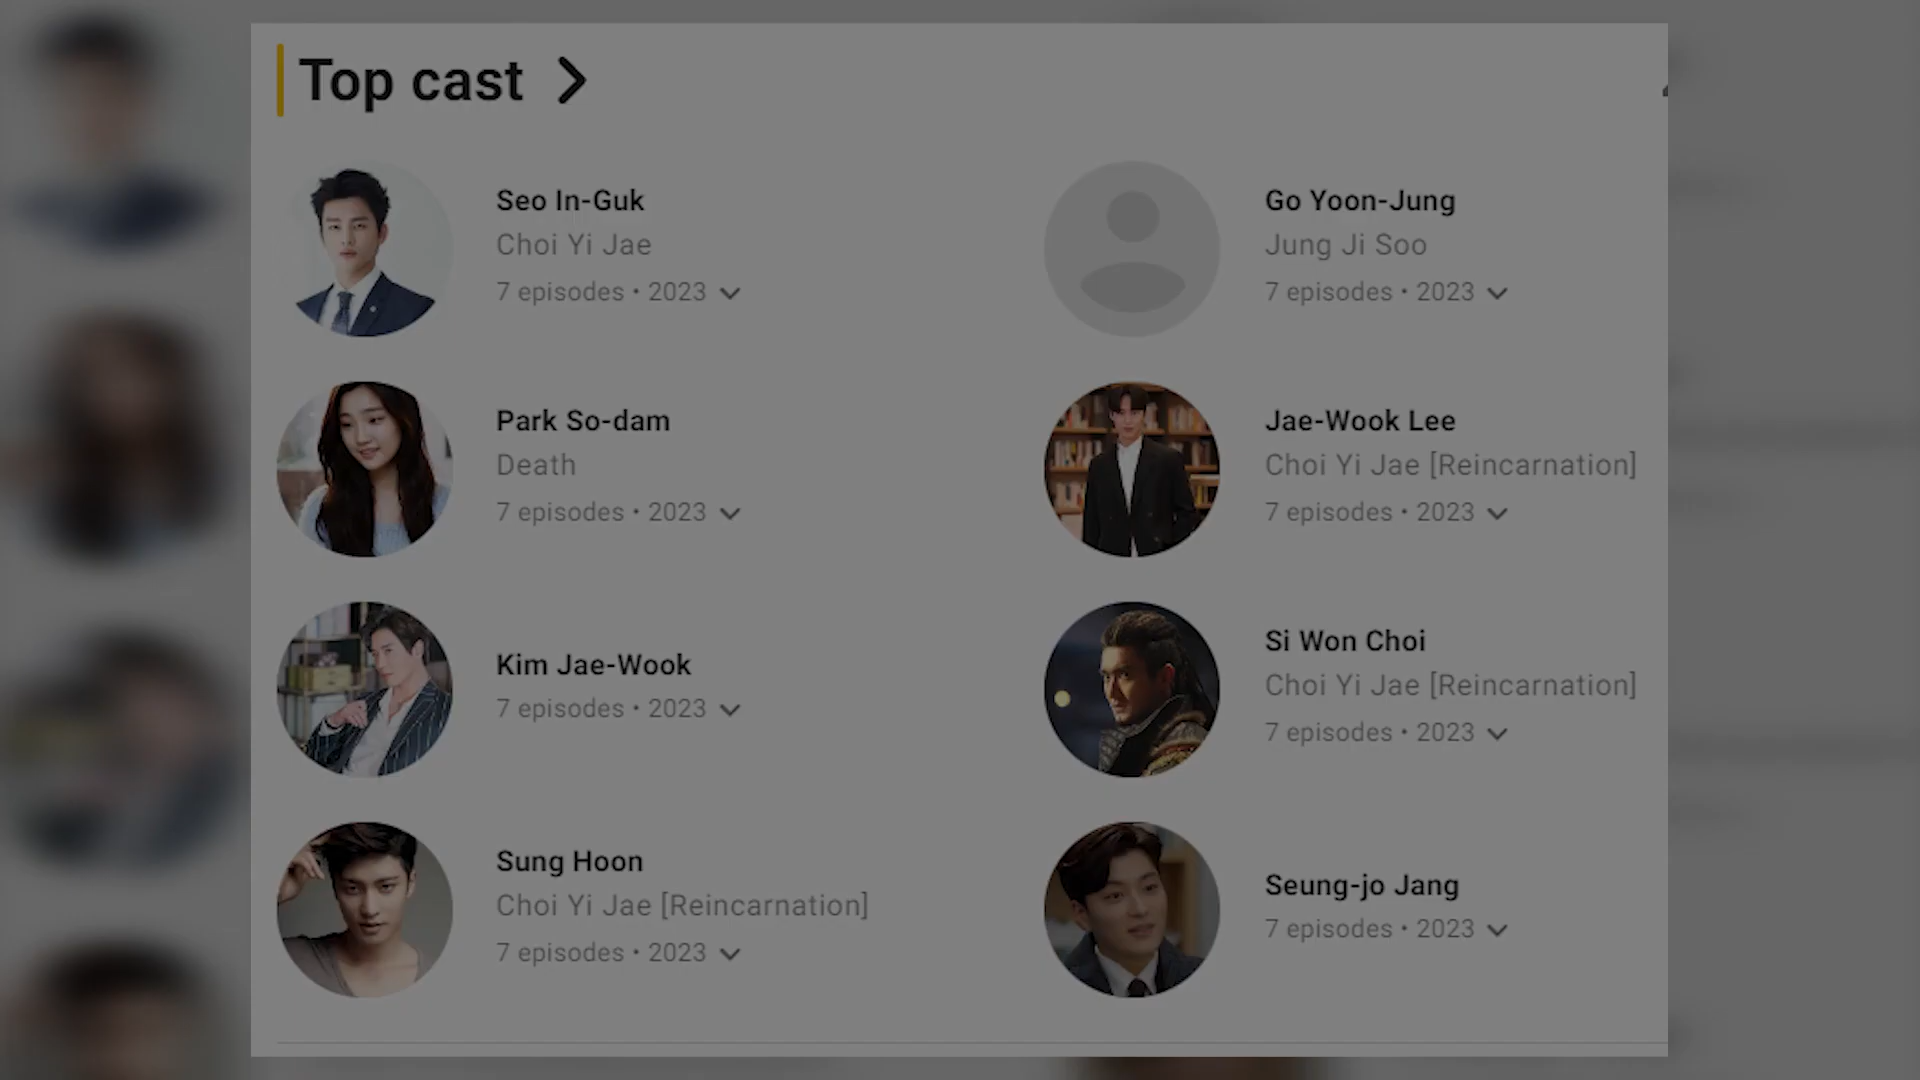 Top cast
Seo In-Guk
Choi Yi Jae
7 episodes • 2023
Go Yoon-Jung
Jung Ji Soo
7 episodes • 2023
Park So-dam
Death
7 episodes • 2023
Jae-Wook Lee
Choi Yi Jae [Reincarnation]
7 episodes • 2023
Kim Jae-Wook
7 episodes • 2023
Si Won Choi
Choi Yi Jae [Reincarnation]
7 episodes • 2023
Sung Hoon
Choi Yi Jae [Reincarnation]
7 episodes • 2023
Seung-jo Jang
7 episodes • 2023